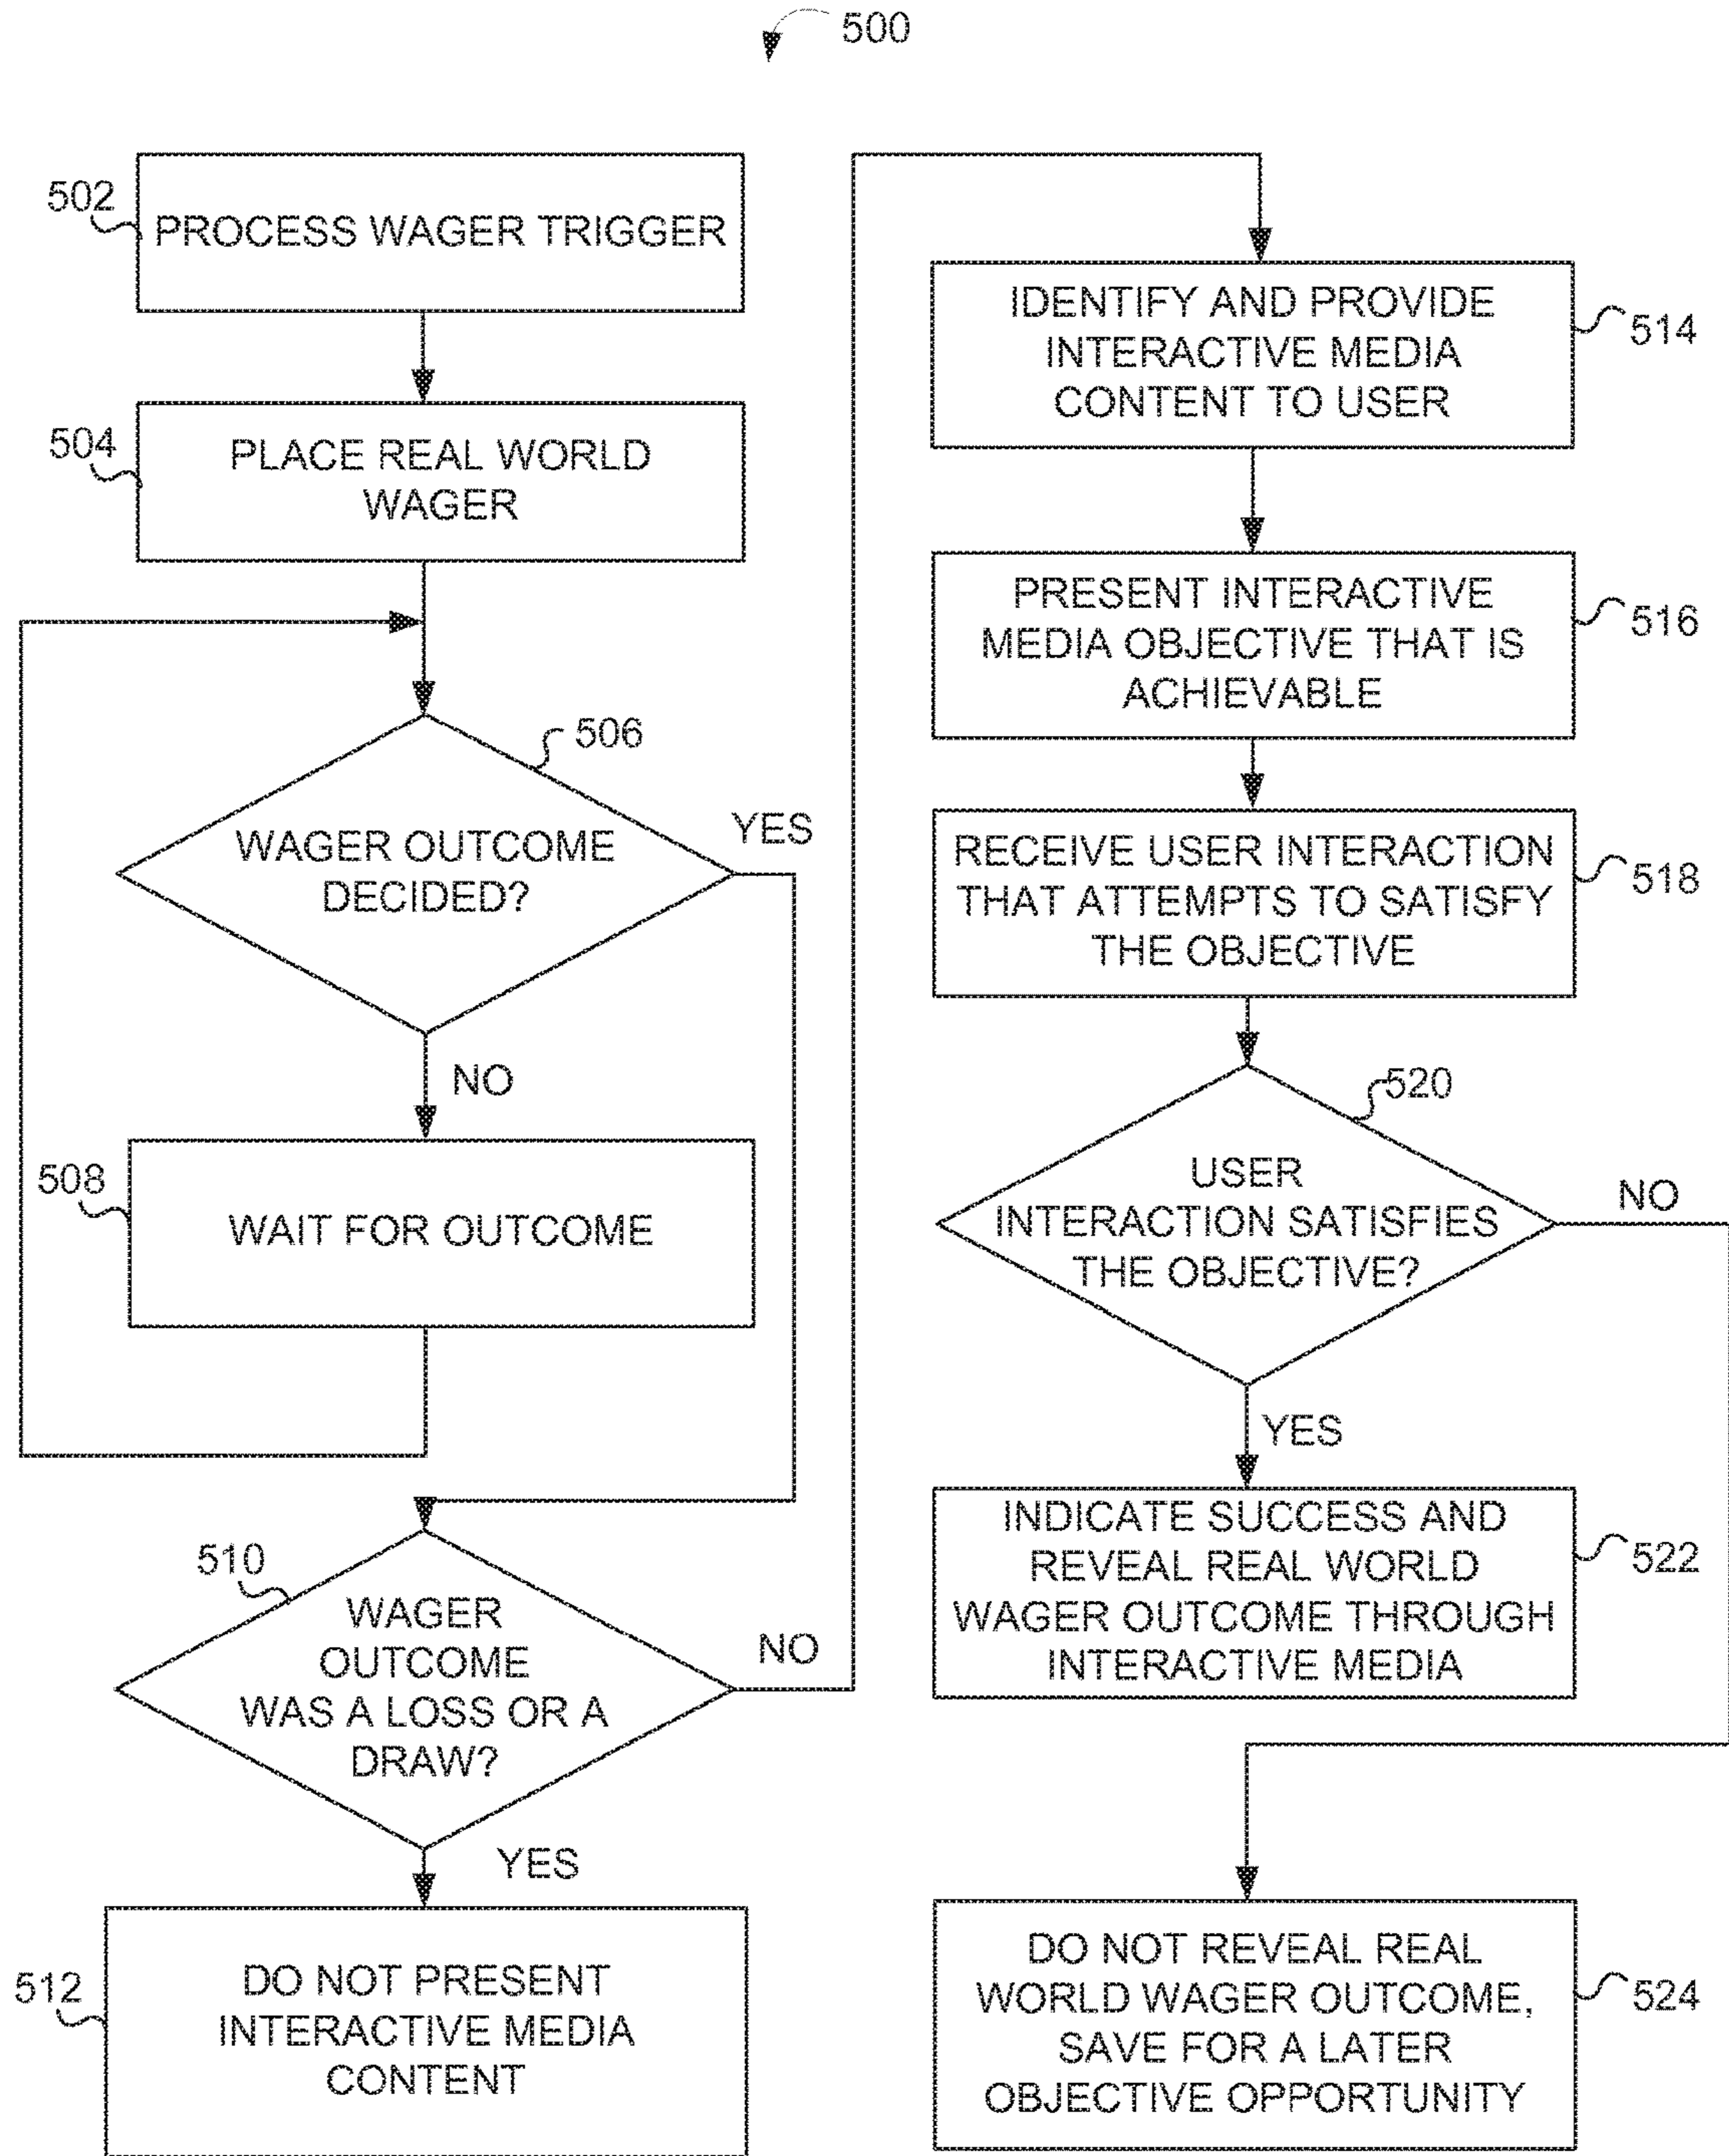 500
502
PROCESS WAGER TRIGGER
504
PLACE REAL WORLD
WAGER
506
WAGER OUTCOME
DECIDED?
YES
NO
508
WAIT FOR OUTCOME
510
WAGER
OUTCOME
WAS A LOSS OR A
DRAW?
NO
YES
512
DO NOT PRESENT
INTERACTIVE MEDIA
CONTENT
IDENTIFY AND PROVIDE
INTERACTIVE MEDIA
CONTENT TO USER
514
PRESENT INTERACTIVE
MEDIA OBJECTIVE THAT IS
ACHIEVABLE
516
RECEIVE USER INTERACTION
THAT ATTEMPTS TO SATISFY
THE OBJECTIVE
518
520
USER
INTERACTION SATISFIES
THE OBJECTIVE?
NO
YES
INDICATE SUCCESS AND
REVEAL REAL WORLD
WAGER OUTCOME THROUGH
INTERACTIVE MEDIA
522
DO NOT REVEAL REAL
WORLD WAGER OUTCOME,
SAVE FOR A LATER
OBJECTIVE OPPORTUNITY
524